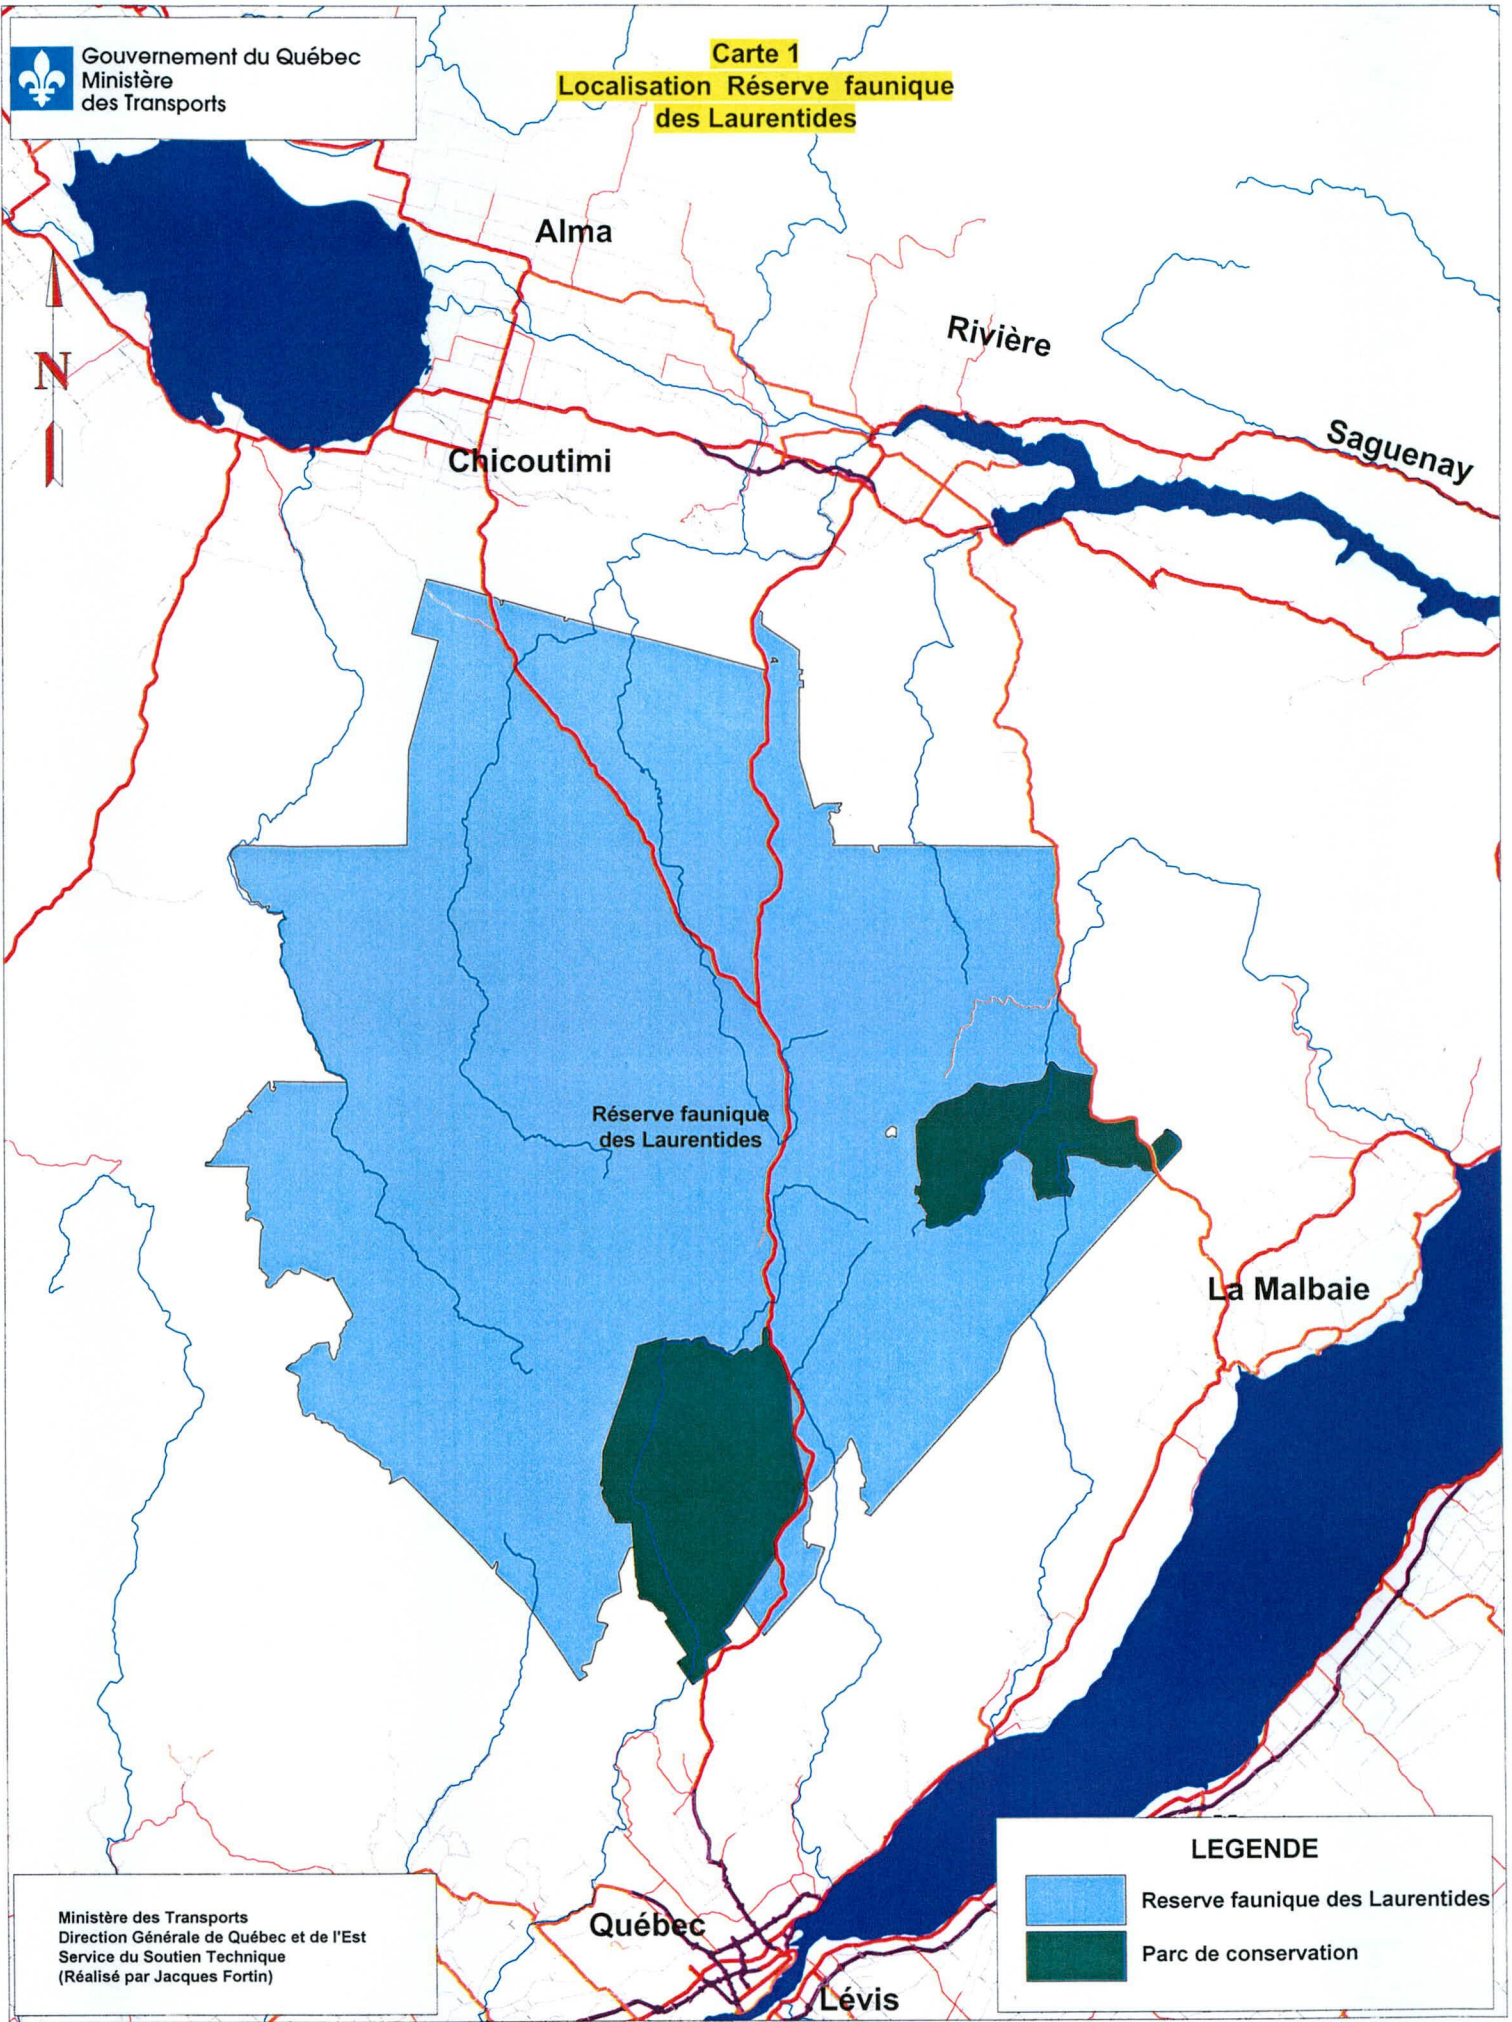 Gouvernement du Québec
Ministère
des Transports
Carte 1
Localisation Réserve faunique
des Laurentides
Alma
Rivière
N
Saguenay
Chicoutimi
Réserve faunique
des Laurentides
La Malbaie
LEGENDE
Reserve faunique des Laurentides
Parc de conservation
Ministère des Transports
Direction Générale de Québec et de l'Est
Service du Soutien Technique
(Réalisé par Jacques Fortin)
Québec
Lévis